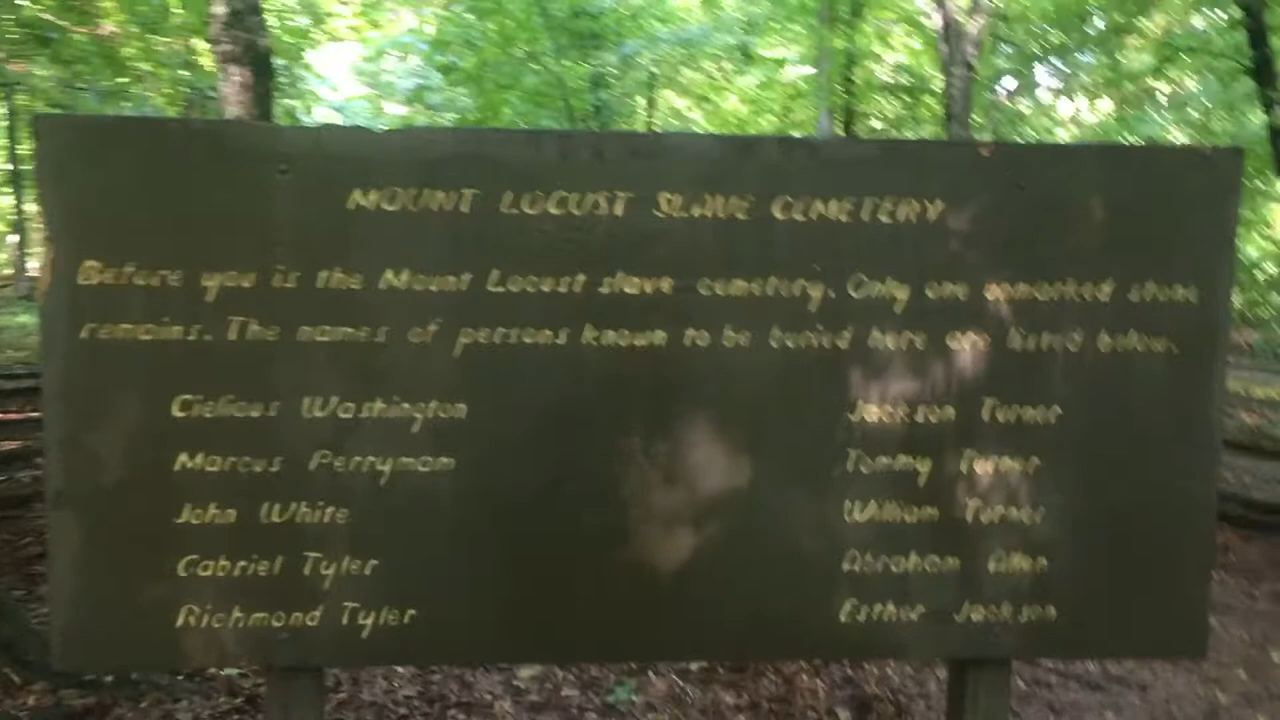 MOUNT LOCUST SLAVE CEMETERY
Before you is the Mount Locust slave cemetery. Only one unmarked stone
remains. The names of persons known to be buried here are listed below.
Cielious Washington Jackson Turner
Marcus Perryman Tommy Turner
John White William Turner
Gabriel Tyler Abraham Allen
Richmond Tyler Esther Jackson